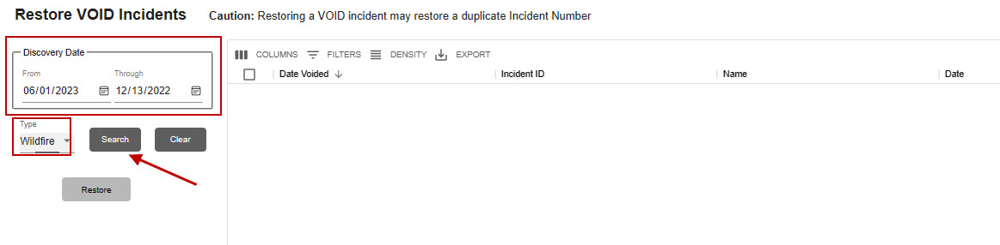 Restore VOID Incidents Caution: Restoring a VOID incident may restore a duplicate Incident Number
Discovery Date
From Through
06/01/2023 12/13/2022
Type
Wildfire Search Clear
Restore
COLUMNS FILTERS DENSITY EXPORT
Date Voided Incident ID Name Date